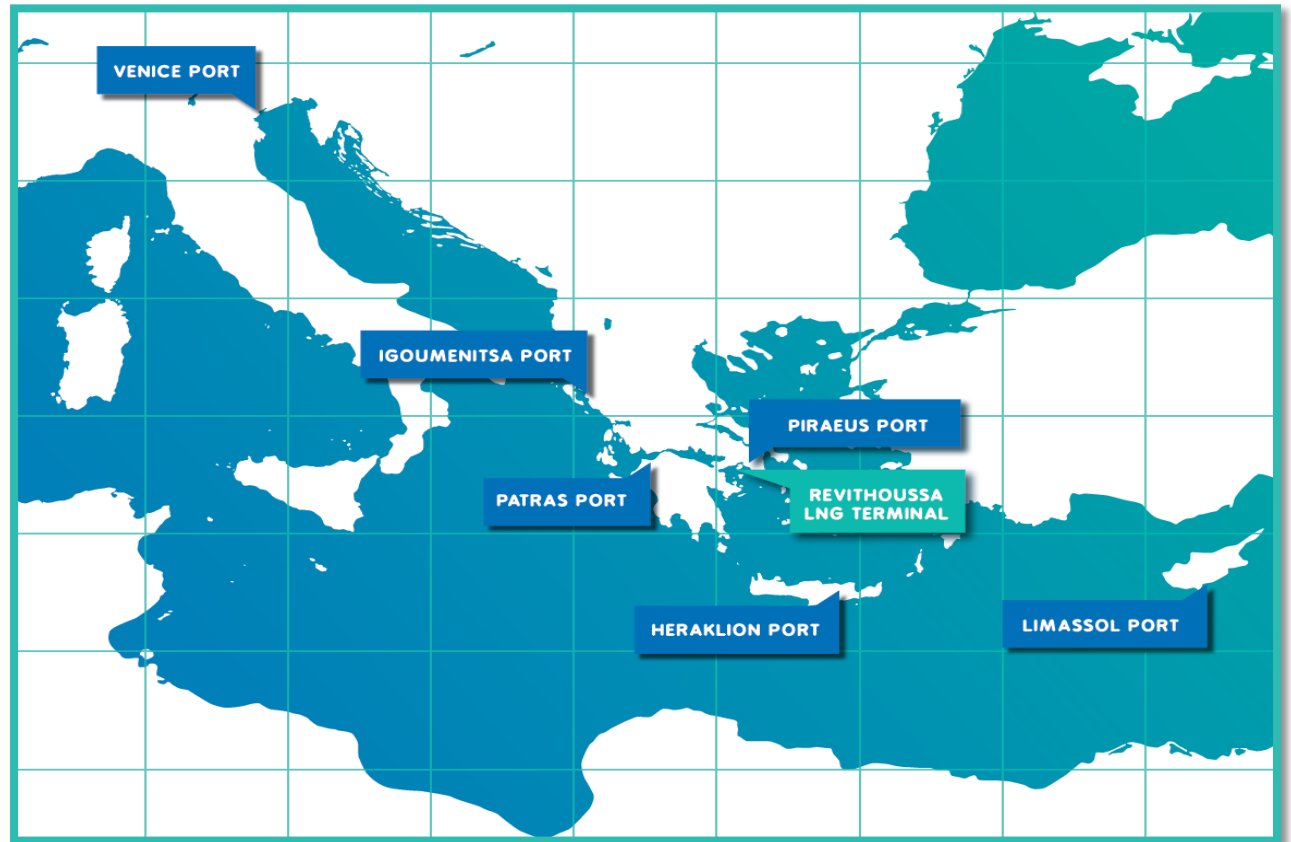 VENICE PORT
IGOUMENITSA PORT
PIRAEUS PORT
PATRAS PORT
REVITHOUSSA
LNG TERMINAL
HERAKLION PORT
LIMASSOL PORT